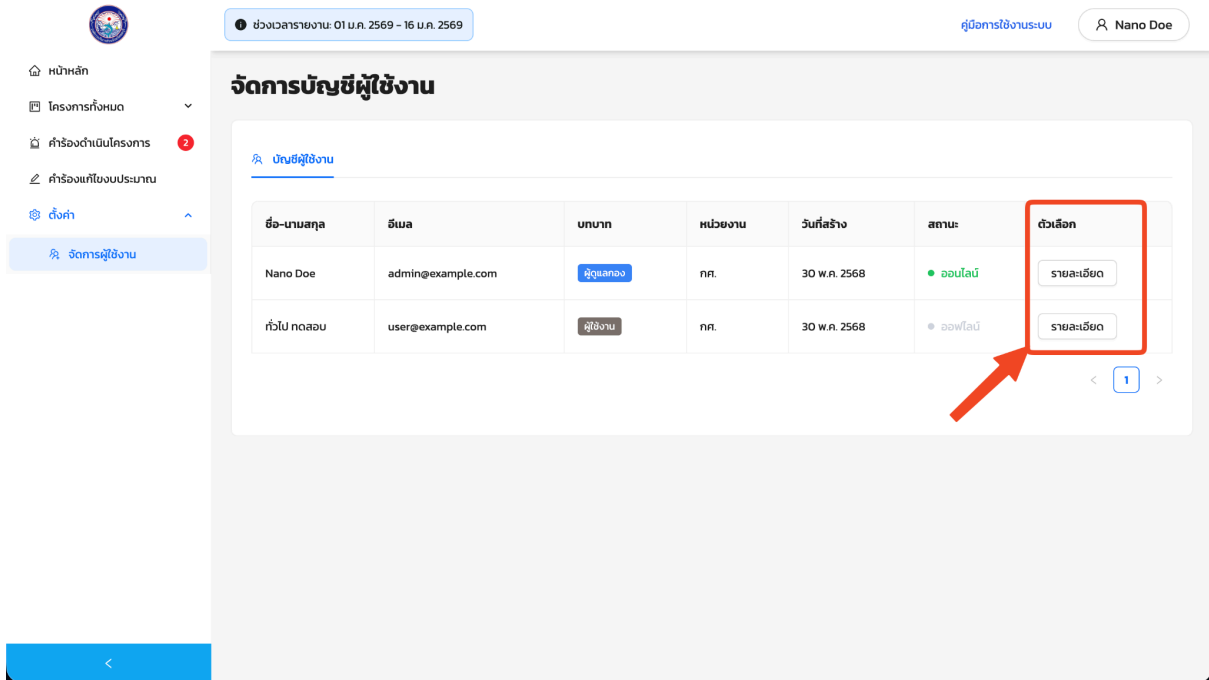 ช่วงเวลารายงาน: 01 ม.ค. 2569 - 16 ม.ค. 2569
คู่มือการใช้งานระบบ
Nano Doe
หน้าหลัก
โครงการทั้งหมด
คำร้องดำเนินโครงการ 2
คำร้องแก้ไขงบประมาณ
ตั้งค่า
จัดการผู้ใช้งาน
จัดการบัญชีผู้ใช้งาน
บัญชีผู้ใช้งาน
ชื่อ-นามสกุล อีเมล บทบาท หน่วยงาน วันที่สร้าง สถานะ ตัวเลือก
Nano Doe admin@example.com ผู้ดูแลกอง กศ. 30 พ.ค. 2568 ออนไลน์ รายละเอียด
ทั่วไป ทดสอบ user@example.com ผู้ใช้งาน กศ. 30 พ.ค. 2568 ออฟไลน์ รายละเอียด
< 1 >
<